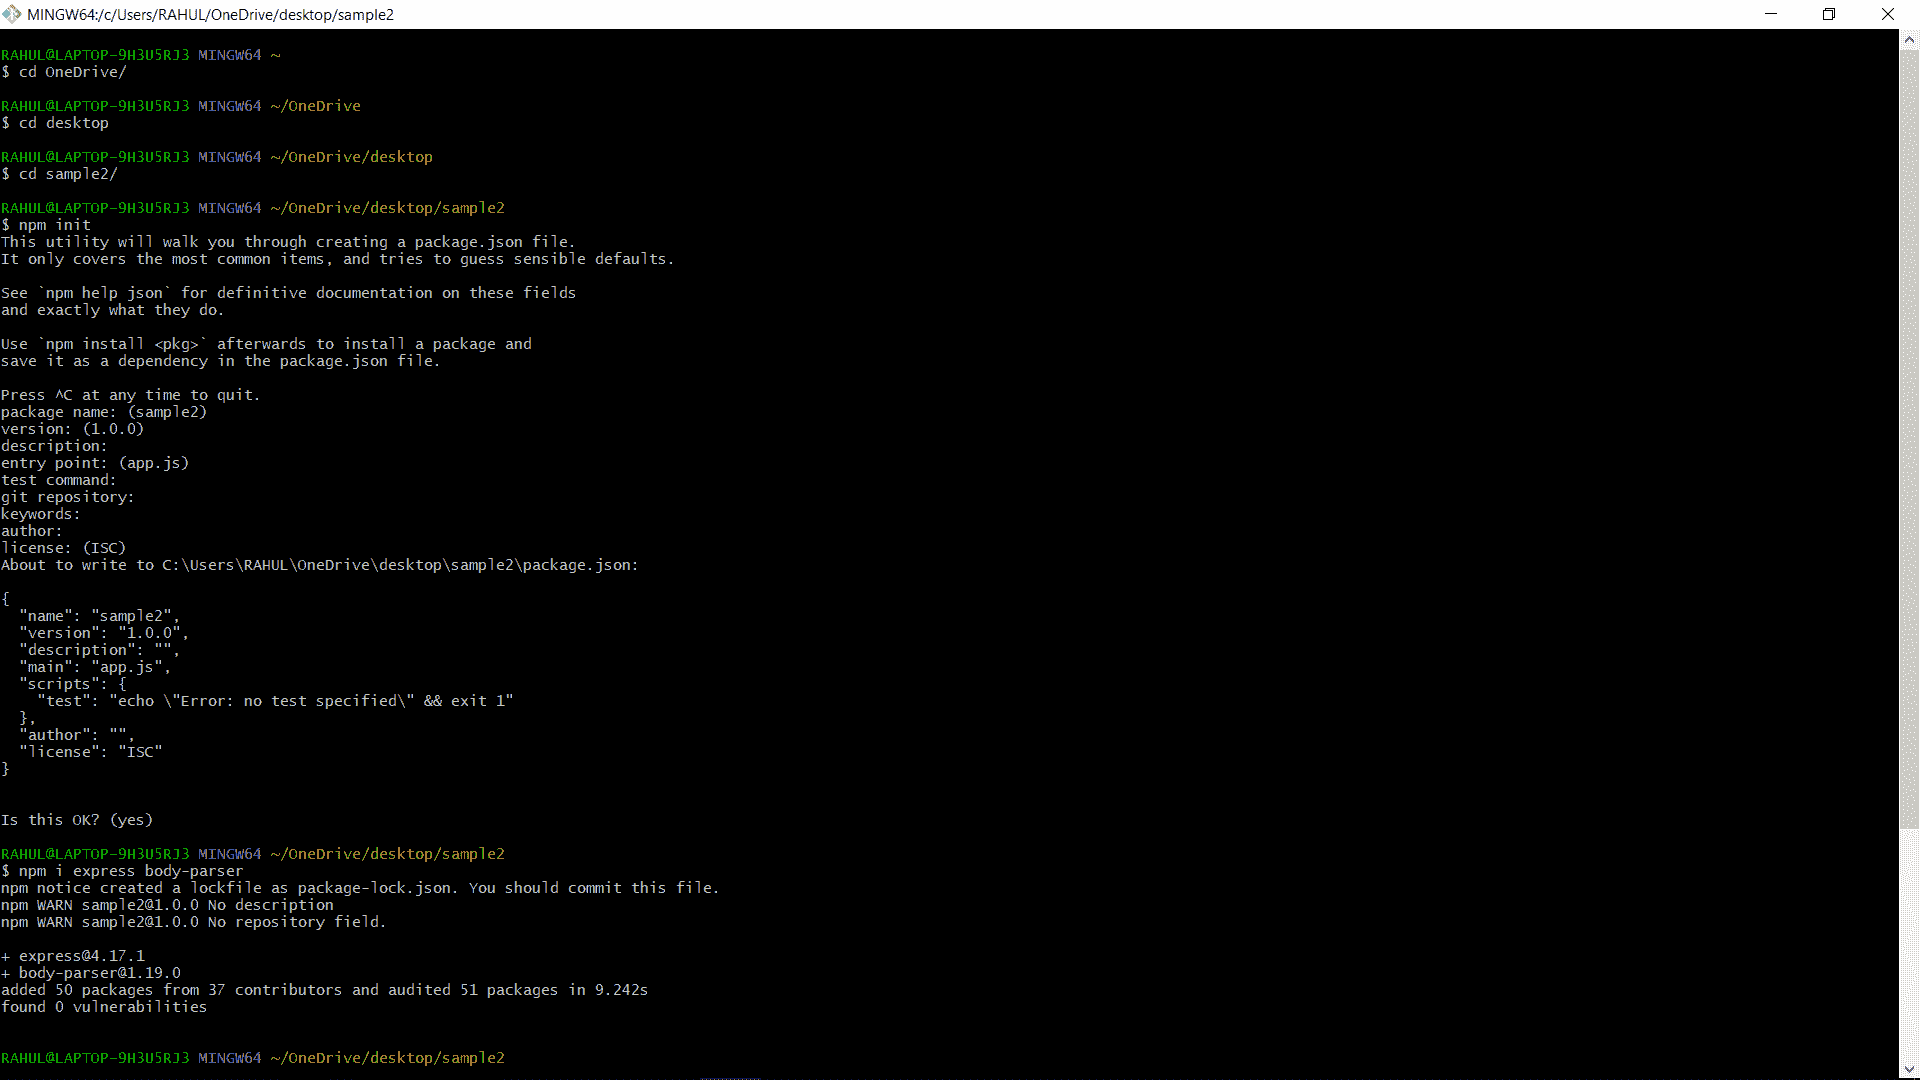 MINGW64:/c/Users/RAHUL/OneDrive/desktop/sample2
RAHUL@LAPTOP-9H3U5RJ3 MINGW64 ~
$ cd OneDrive/
RAHUL@LAPTOP-9H3U5RJ3 MINGW64 ~/OneDrive
$ cd desktop
RAHUL@LAPTOP-9H3U5RJ3 MINGW64 ~/OneDrive/desktop
$ cd sample2/
RAHUL@LAPTOP-9H3U5RJ3 MINGW64 ~/OneDrive/desktop/sample2
$ npm init
This utility will walk you through creating a package.json file.
It only covers the most common items, and tries to guess sensible defaults.
See `npm help json` for definitive documentation on these fields
and exactly what they do.
Use `npm install <pkg>` afterwards to install a package and
save it as a dependency in the package.json file.
Press ^C at any time to quit.
package name: (sample2)
version: (1.0.0)
description:
entry point: (app.js)
test command:
git repository:
keywords:
author:
license: (ISC)
About to write to C:\Users\RAHUL\OneDrive\desktop\sample2\package.json:
{
  "name": "sample2",
  "version": "1.0.0",
  "description": "",
  "main": "app.js",
  "scripts": {
    "test": "echo \"Error: no test specified\" && exit 1"
  },
  "author": "",
  "license": "ISC"
}
Is this OK? (yes)
RAHUL@LAPTOP-9H3U5RJ3 MINGW64 ~/OneDrive/desktop/sample2
$ npm i express body-parser
npm notice created a lockfile as package-lock.json. You should commit this file.
npm WARN sample2@1.0.0 No description
npm WARN sample2@1.0.0 No repository field.
+ express@4.17.1
+ body-parser@1.19.0
added 50 packages from 37 contributors and audited 51 packages in 9.242s
found 0 vulnerabilities
RAHUL@LAPTOP-9H3U5RJ3 MINGW64 ~/OneDrive/desktop/sample2